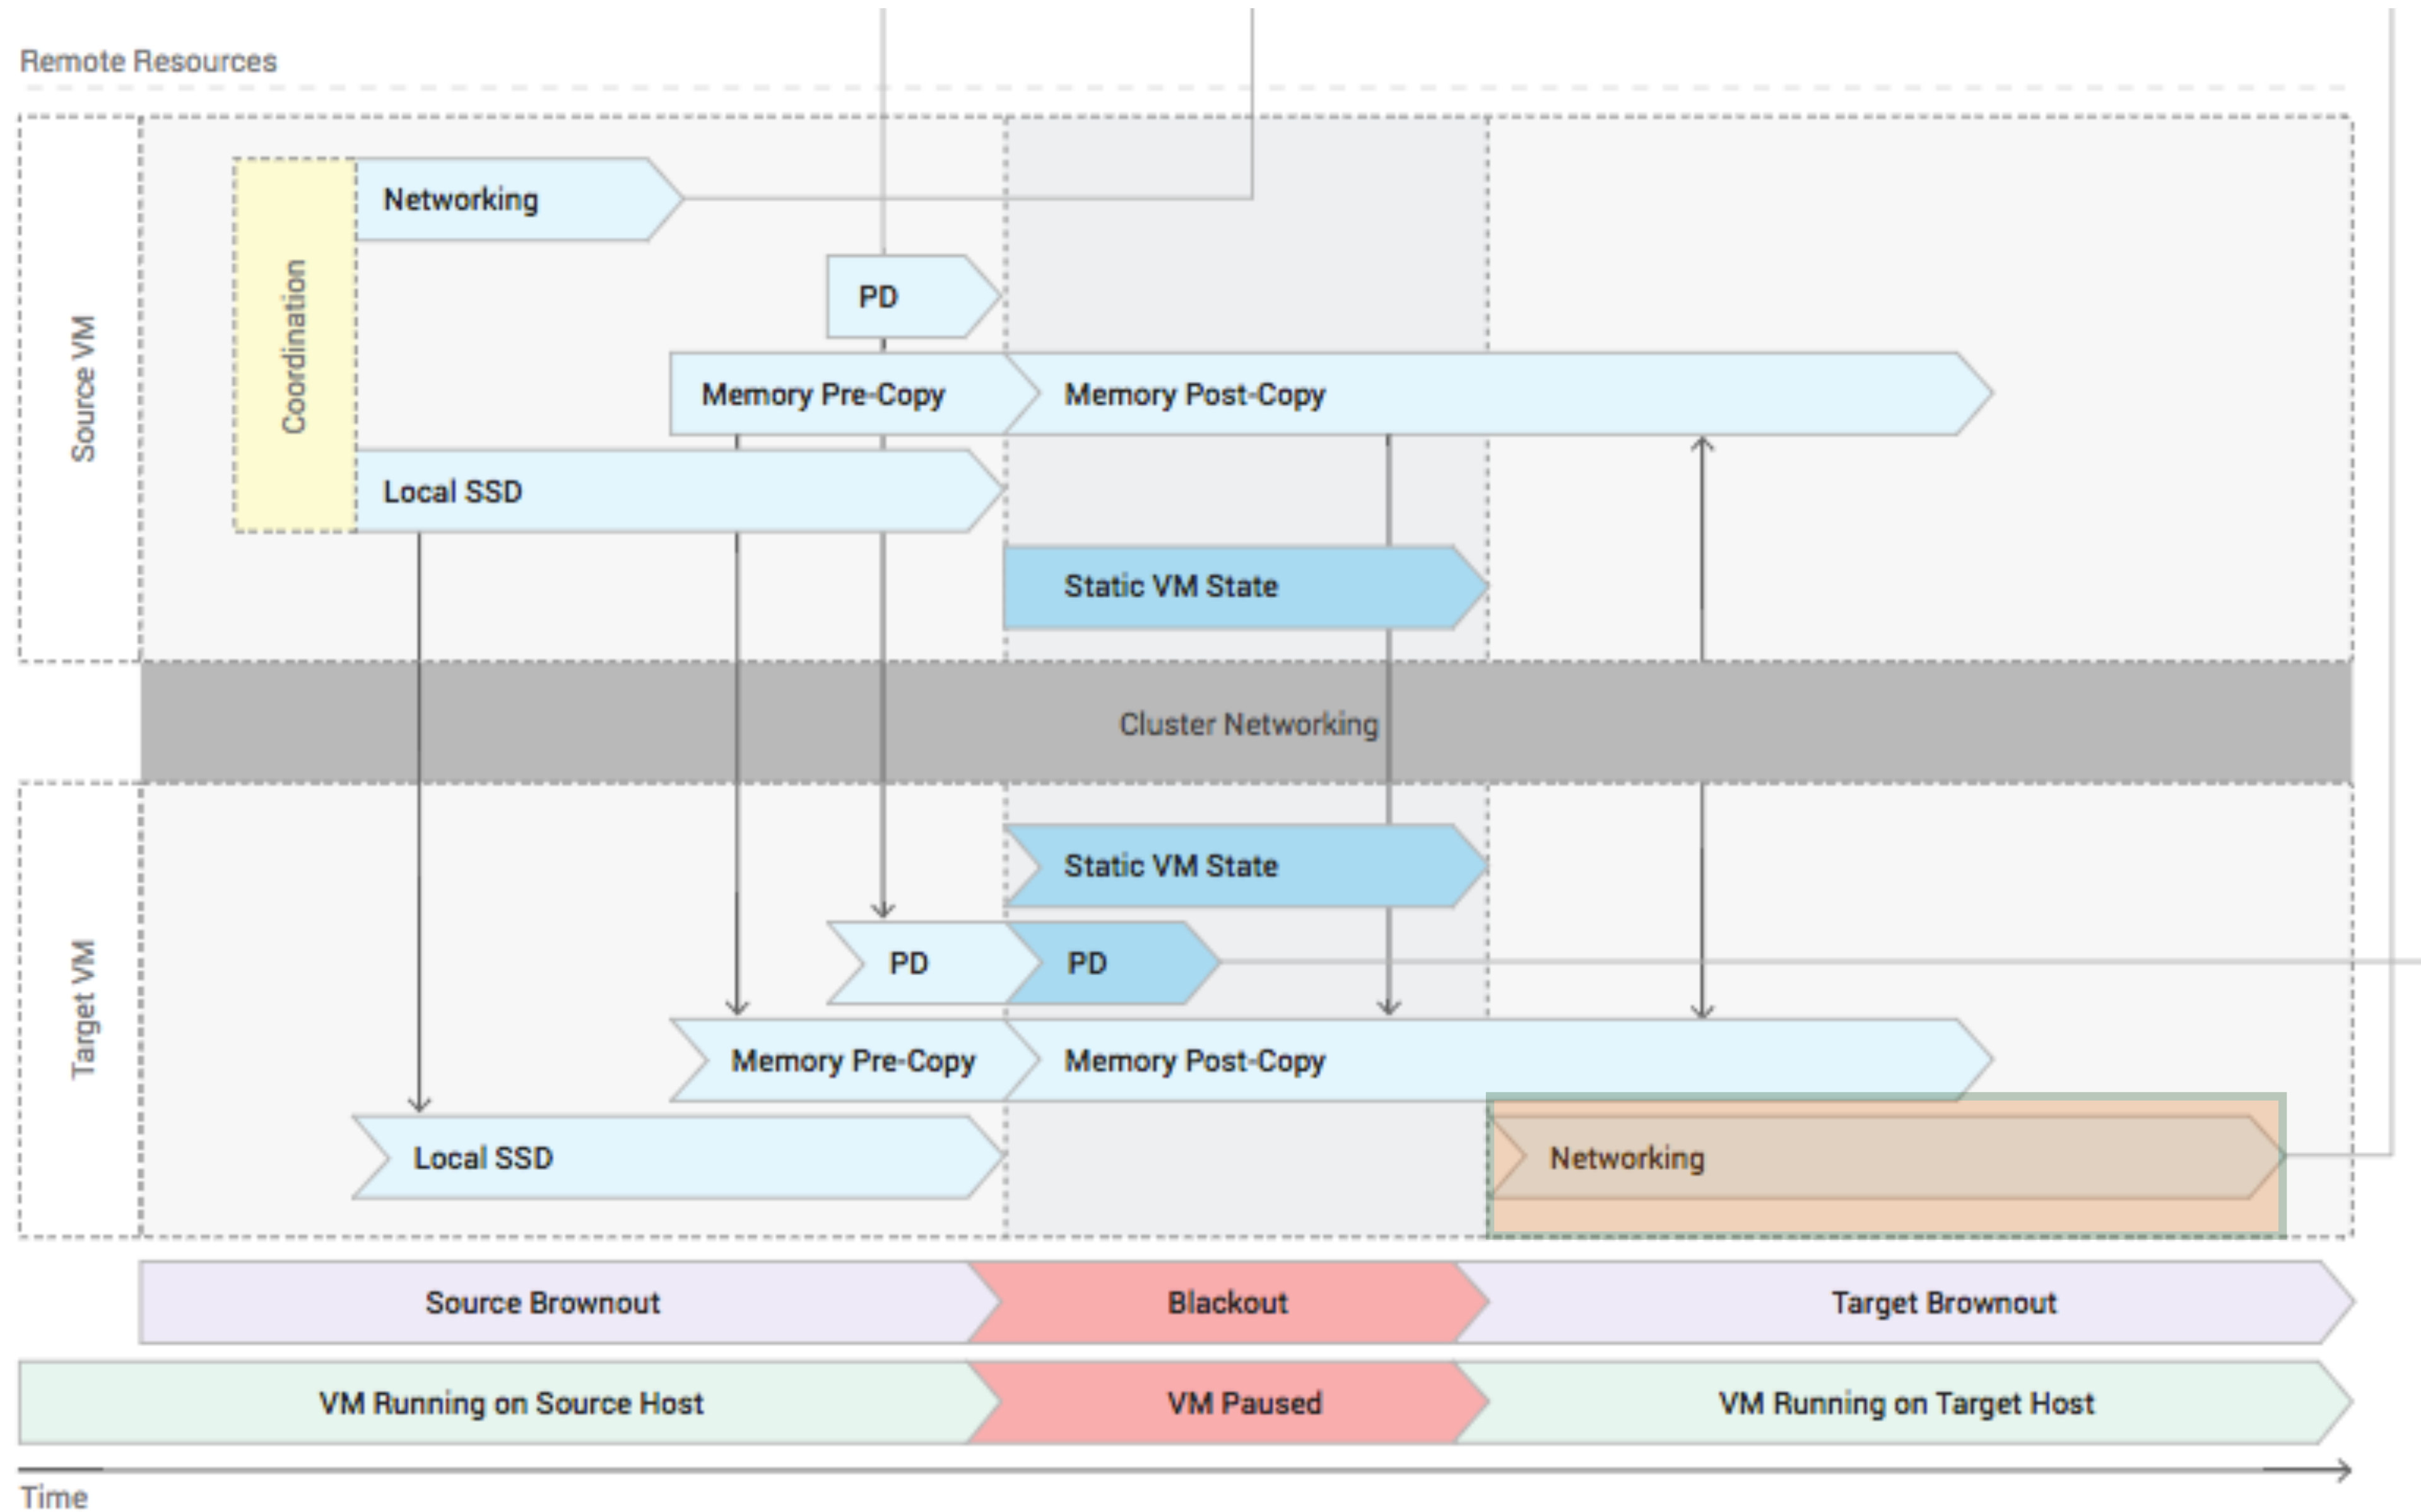 Remote Resources
Source VM
Coordination
Networking
PD
Memory Pre-Copy
Memory Post-Copy
Local SSD
Static VM State
Cluster Networking
Target VM
Static VM State
PD
PD
Memory Pre-Copy
Memory Post-Copy
Local SSD
Networking
Source Brownout
Blackout
Target Brownout
VM Running on Source Host
VM Paused
VM Running on Target Host
Time